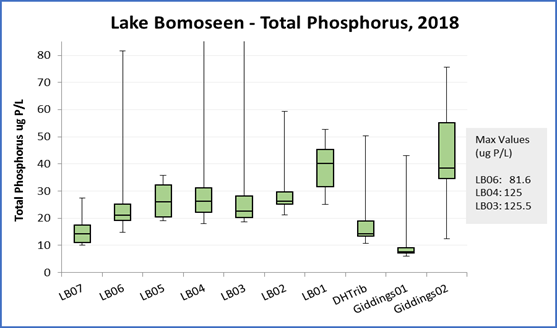 Lake Bomoseen - Total Phosphorus, 2018
Total Phosphorus ug P/L
80
70
60
50
40
30
20
10
0
LB07
LB06
LB05
LB04
LB03
LB02
LB01
DHTrib
Giddings01
Giddings02
Max Values
(ug P/L)
LB06: 81.6
LB04: 125
LB03: 125.5